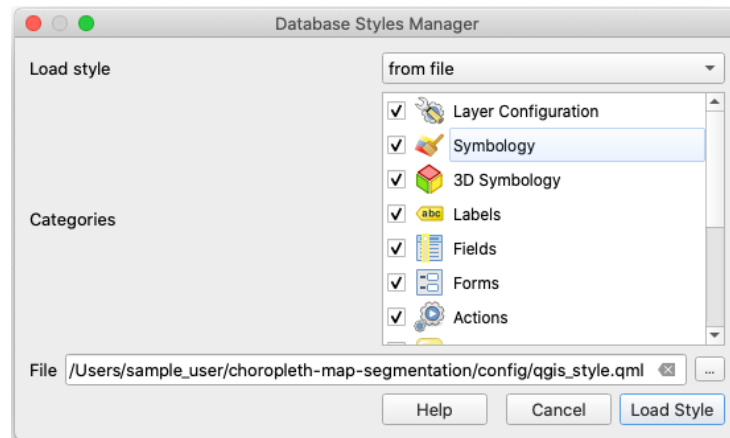 Database Styles Manager
Load style
from file
Layer Configuration
Symbology
3D Symbology
abc Labels
Fields
Forms
Actions
Categories
File /Users/sample_user/choropleth-map-segmentation/config/qgis_style.qml ...
Help Cancel Load Style